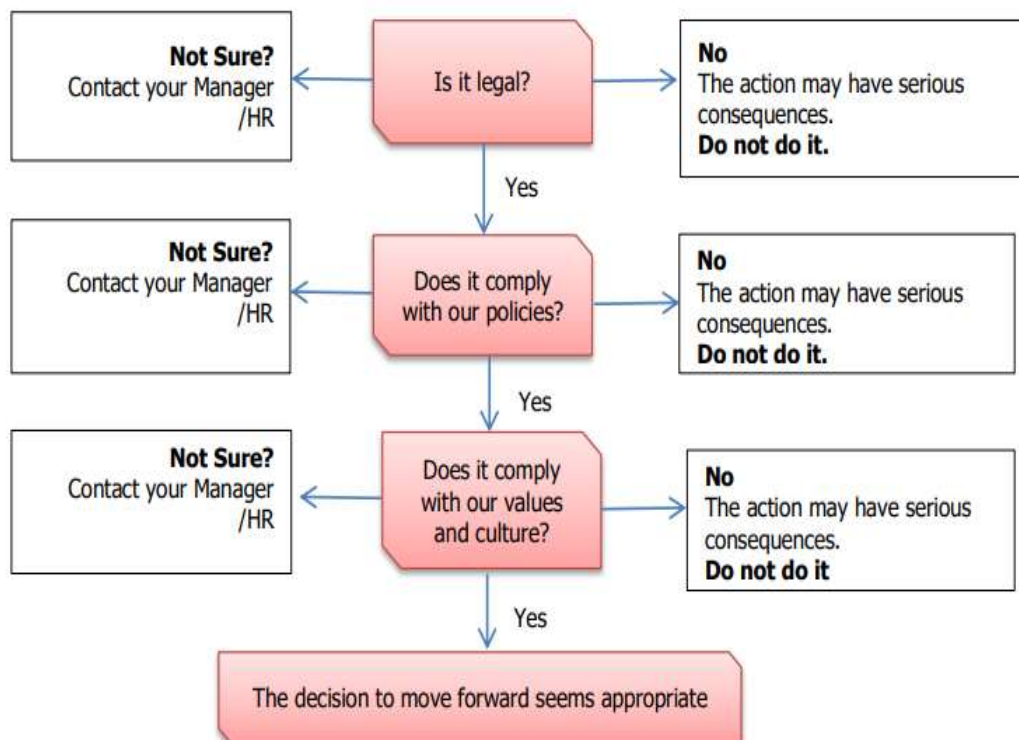 Not Sure?
Contact your Manager
/HR
Is it legal?
No
The action may have serious
consequences.
Do not do it.
Yes
Not Sure?
Contact your Manager
/HR
Does it comply
with our policies?
No
The action may have serious
consequences.
Do not do it.
Yes
Not Sure?
Contact your Manager
/HR
Does it comply
with our values
and culture?
No
The action may have serious
consequences.
Do not do it
Yes
The decision to move forward seems appropriate